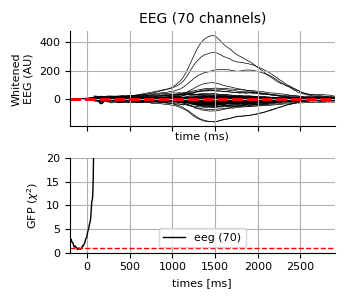 EEG (70 channels)
Whitened
EEG (AU)
400
200
0
time (ms)
GFP (χ²)
20
15
10
5
0
eeg (70)
0
500
1000
1500
2000
2500
times [ms]